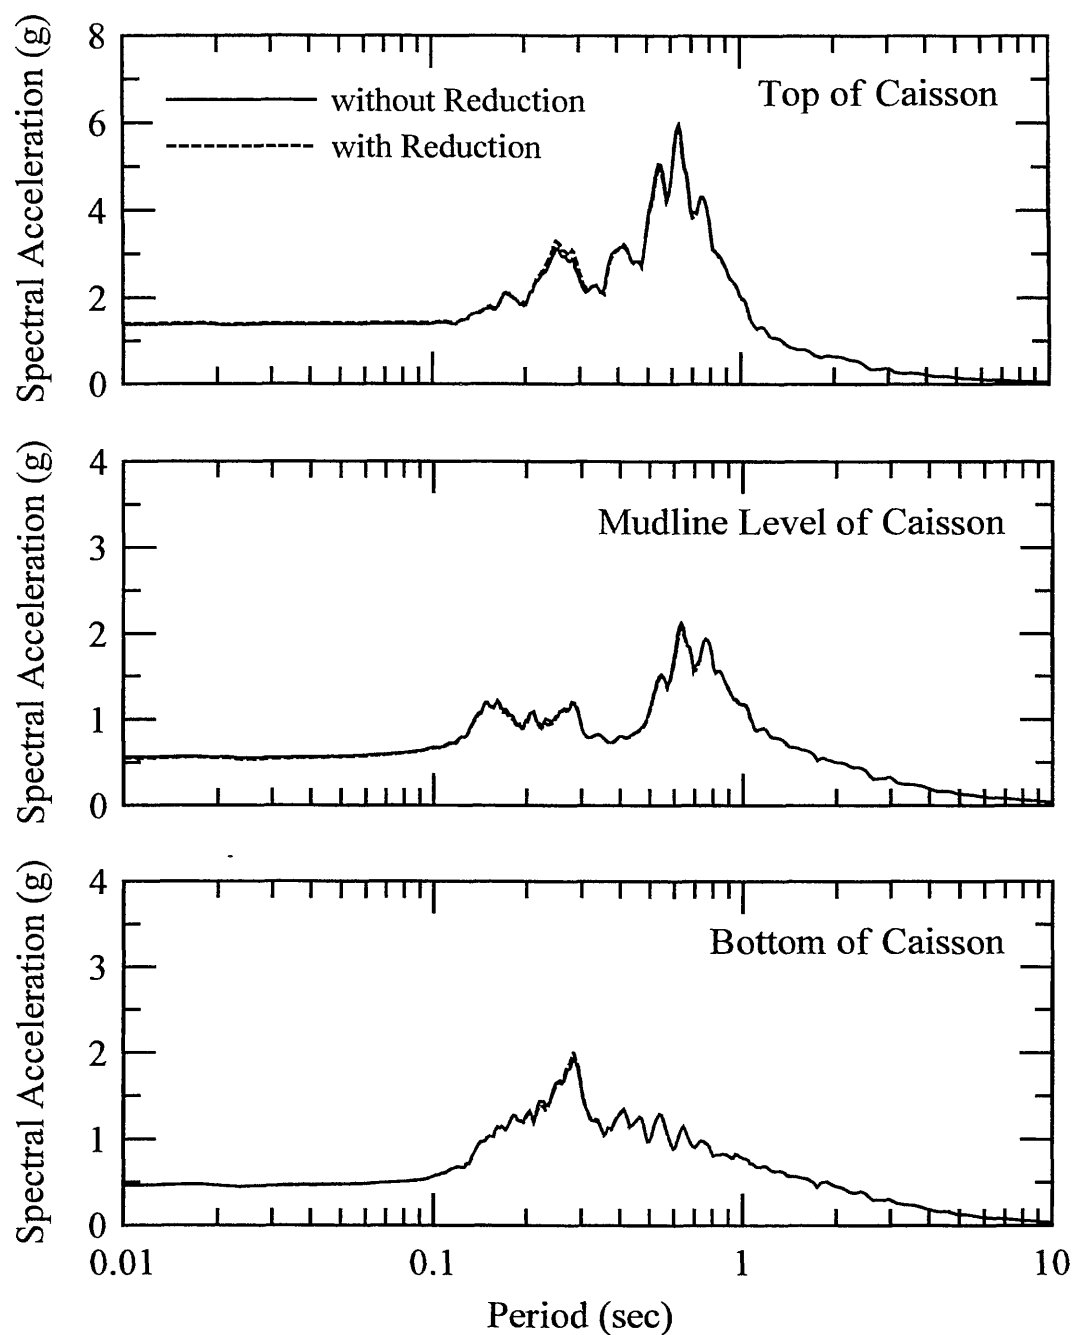 Spectral Acceleration (g)
8
6
4
2
0
without Reduction
with Reduction
Top of Caisson
Spectral Acceleration (g)
4
3
2
1
0
Mudline Level of Caisson
Spectral Acceleration (g)
4
3
2
1
0
Bottom of Caisson
0.01 0.1 1 10
Period (sec)